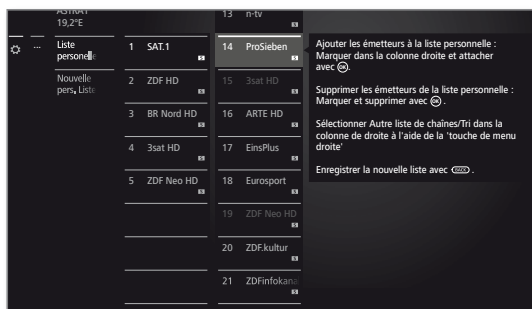 19,2°E
13 n-tv
S
...
Liste
personelle
Nouvelle
pers, Liste
1 SAT.1
S
2 ZDF HD
S
3 BR Nord HD
S
4 3sat HD
S
5 ZDF Neo HD
S
14 ProSieben
S
15 3sat HD
S
16 ARTE HD
S
17 EinsPlus
S
18 Eurosport
S
19 ZDF Neo HD
S
20 ZDF.kultur
S
21 ZDFinfokana
S
Ajouter les émetteurs à la liste personelle :
Marquer dans la colonne droite et attacher
avec OK.
Supprimer les émetteurs de la liste personelle :
Marquer et supprimer avec OK .
Sélectionner Autre liste de chaînes/Tri dans la
colonne de droite à l'aide de la 'touche de menu
droite'
Enregistrer la nouvelle liste avec BACK .